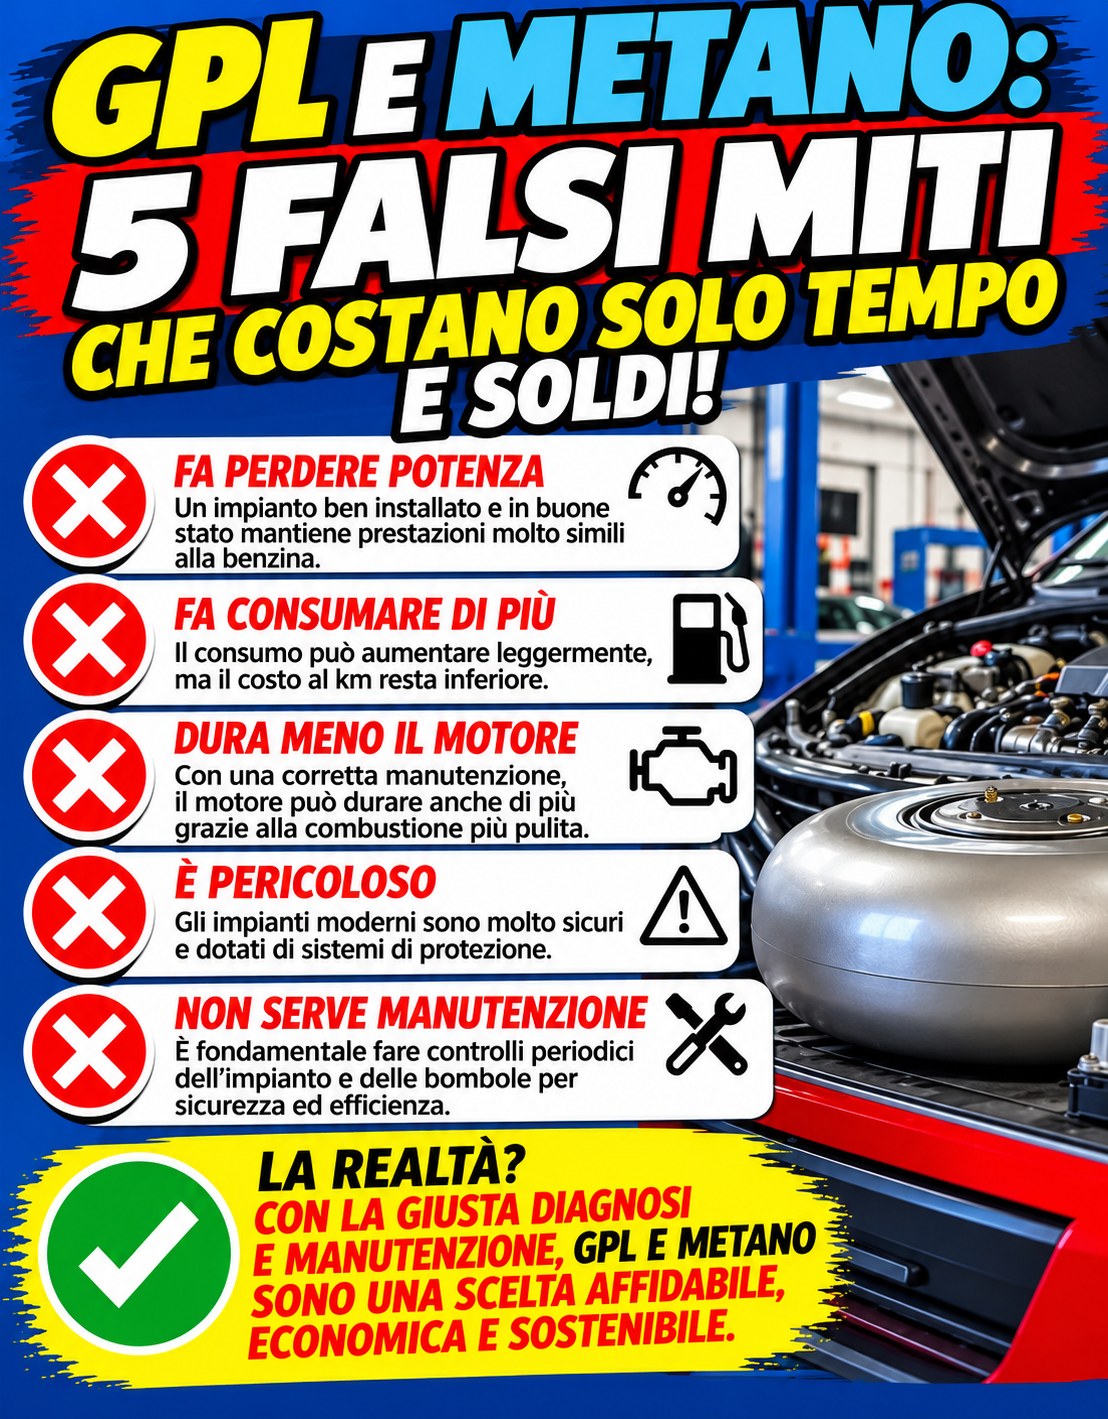 GPL E METANO:
5 FALSI MITI
CHE COSTANO SOLO TEMPO
E SOLDI!
FA PERDERE POTENZA
Un impianto ben installato e in buone
stato mantiene prestazioni molto simili
alla benzina.
FA CONSUMARE DI PIÙ
Il consumo può aumentare leggermente,
ma il costo al km resta inferiore.
DURA MENO IL MOTORE
Con una corretta manutenzione,
il motore può durare anche di più
grazie alla combustione più pulita.
È PERICOLOSO
Gli impianti moderni sono molto sicuri
e dotati di sistemi di protezione.
NON SERVE MANUTENZIONE
È fondamentale fare controlli periodici
dell'impianto e delle bombole per
sicurezza ed efficienza.
LA REALTÀ?
CON LA GIUSTA DIAGNOSI
E MANUTENZIONE, GPL E METANO
SONO UNA SCELTA AFFIDABILE,
ECONOMICA E SOSTENIBILE.